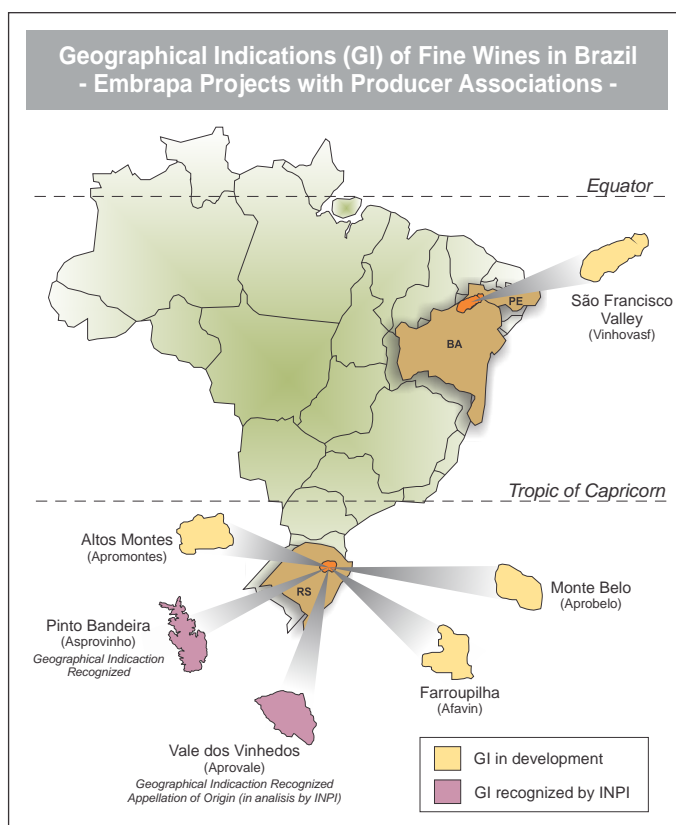 Geographical Indications (GI) of Fine Wines in Brazil
- Embrapa Projects with Producer Associations -
Equator
São Francisco
Valley
(Vinhovasf)
PE
BA
Tropic of Capricorn
Altos Montes
(Apromontes)
RS
Monte Belo
(Aprobelo)
Pinto Bandeira
(Asprovinho)
Geographical Indicaction
Recognized
Farroupilha
(Afavin)
Vale dos Vinhedos
(Aprovale)
Geographical Indicaction Recognized
Appellation of Origin (in analisis by INPI)
GI in development
GI recognized by INPI